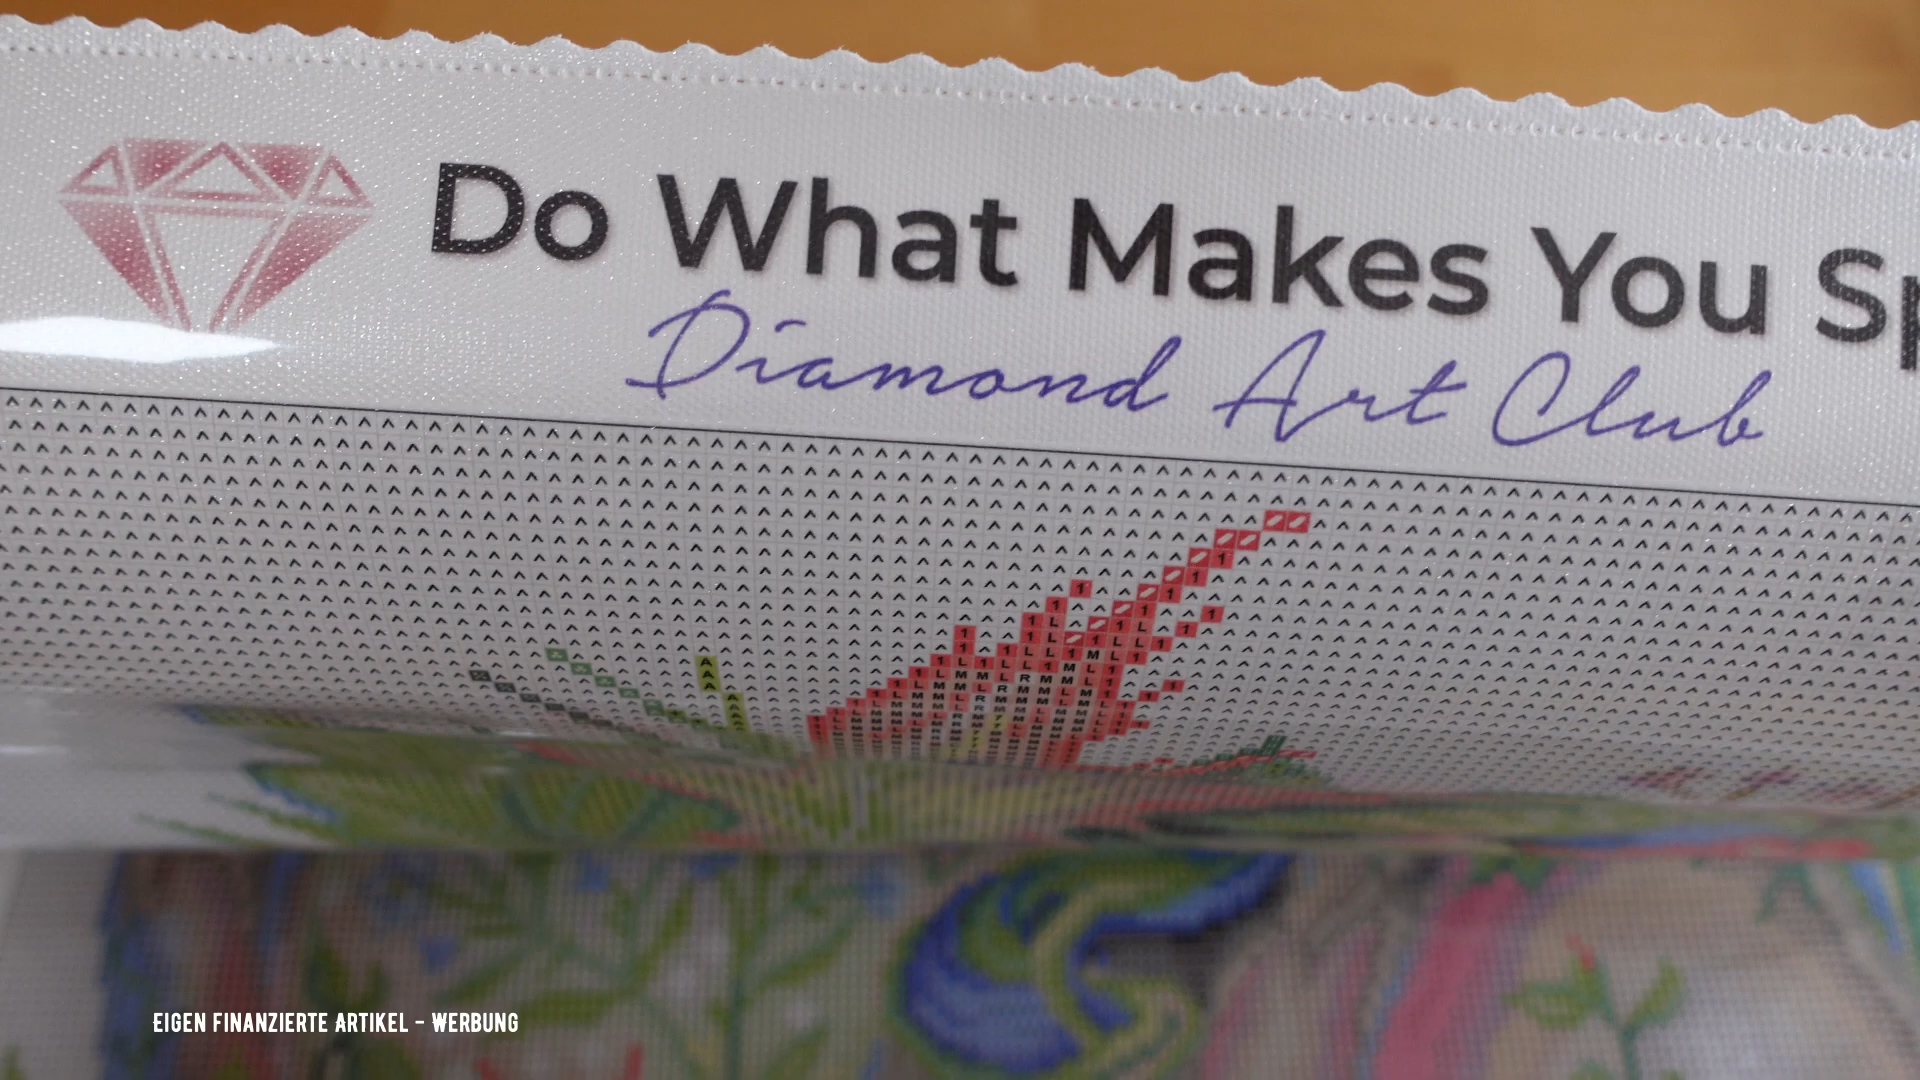 Do What Makes You Sp
Diamond Art Club
EIGEN FINANZIERTE ARTIKEL - WERBUNG